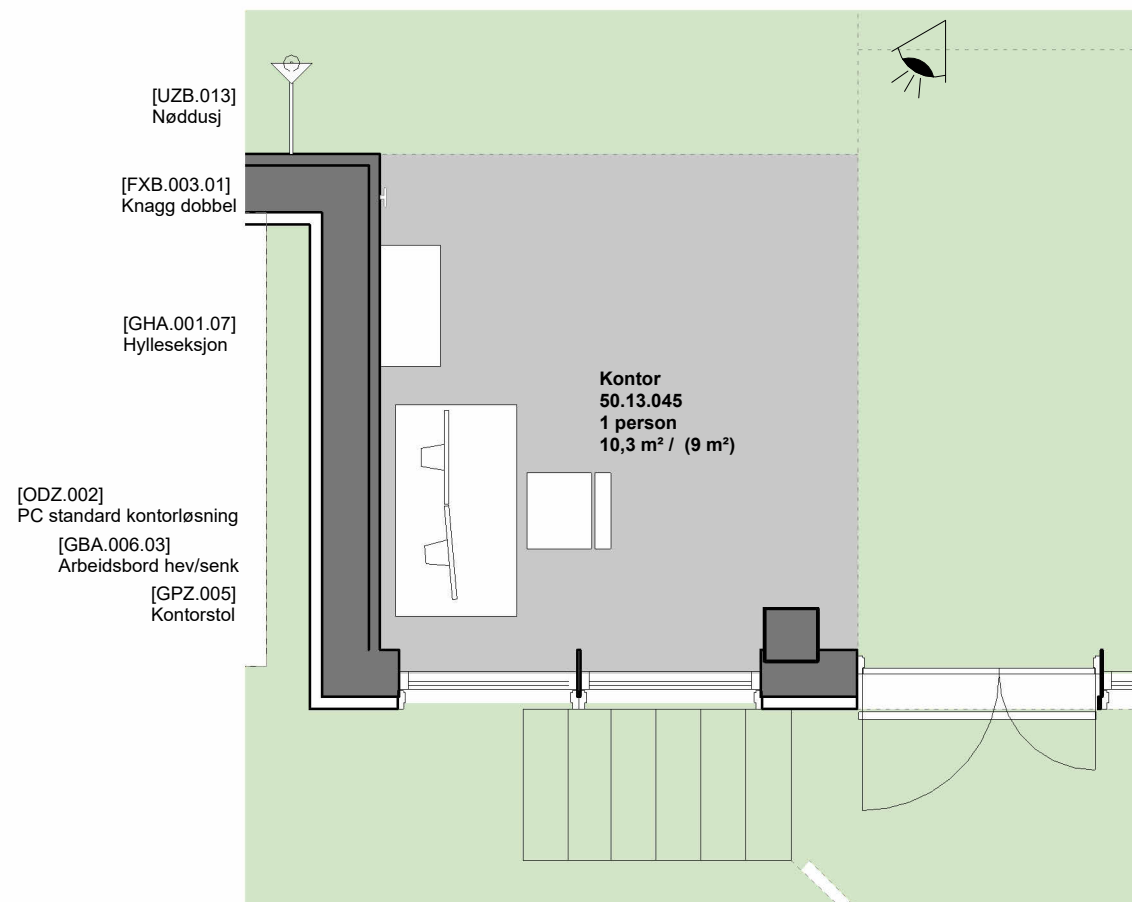 [UZB.013]
Nøddusj
[FXB.003.01]
Knagg dobbel
[GHA.001.07]
Hylleseksjon
Kontor
50.13.045
1 person
10,3 m² / (9 m²)
[ODZ.002]
PC standard kontorløsning
[GBA.006.03]
Arbeidsbord hev/senk
[GPZ.005]
Kontorstol